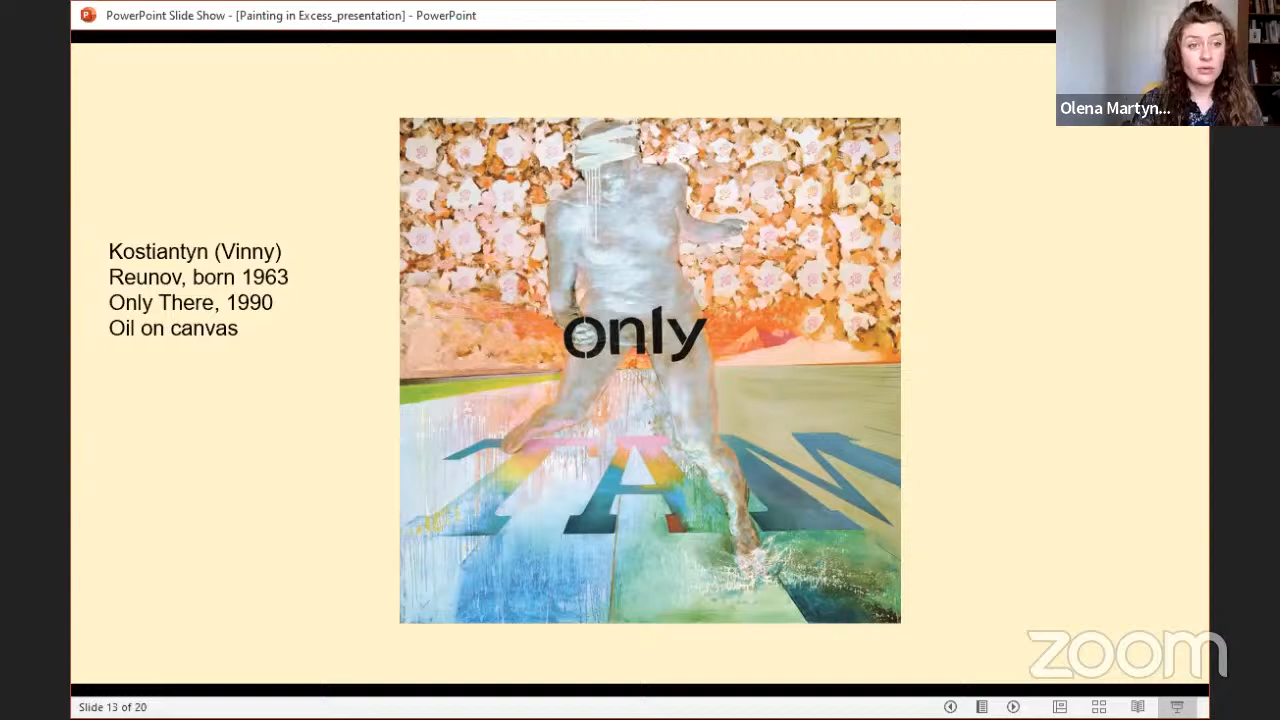 PowerPoint Slide Show - [Painting in Excess_presentation] - PowerPoint
Olena Martyn...
Kostiantyn (Vinny)
Reunov, born 1963
Only There, 1990
Oil on canvas
only
ТАМ
zoom
Slide 13 of 20